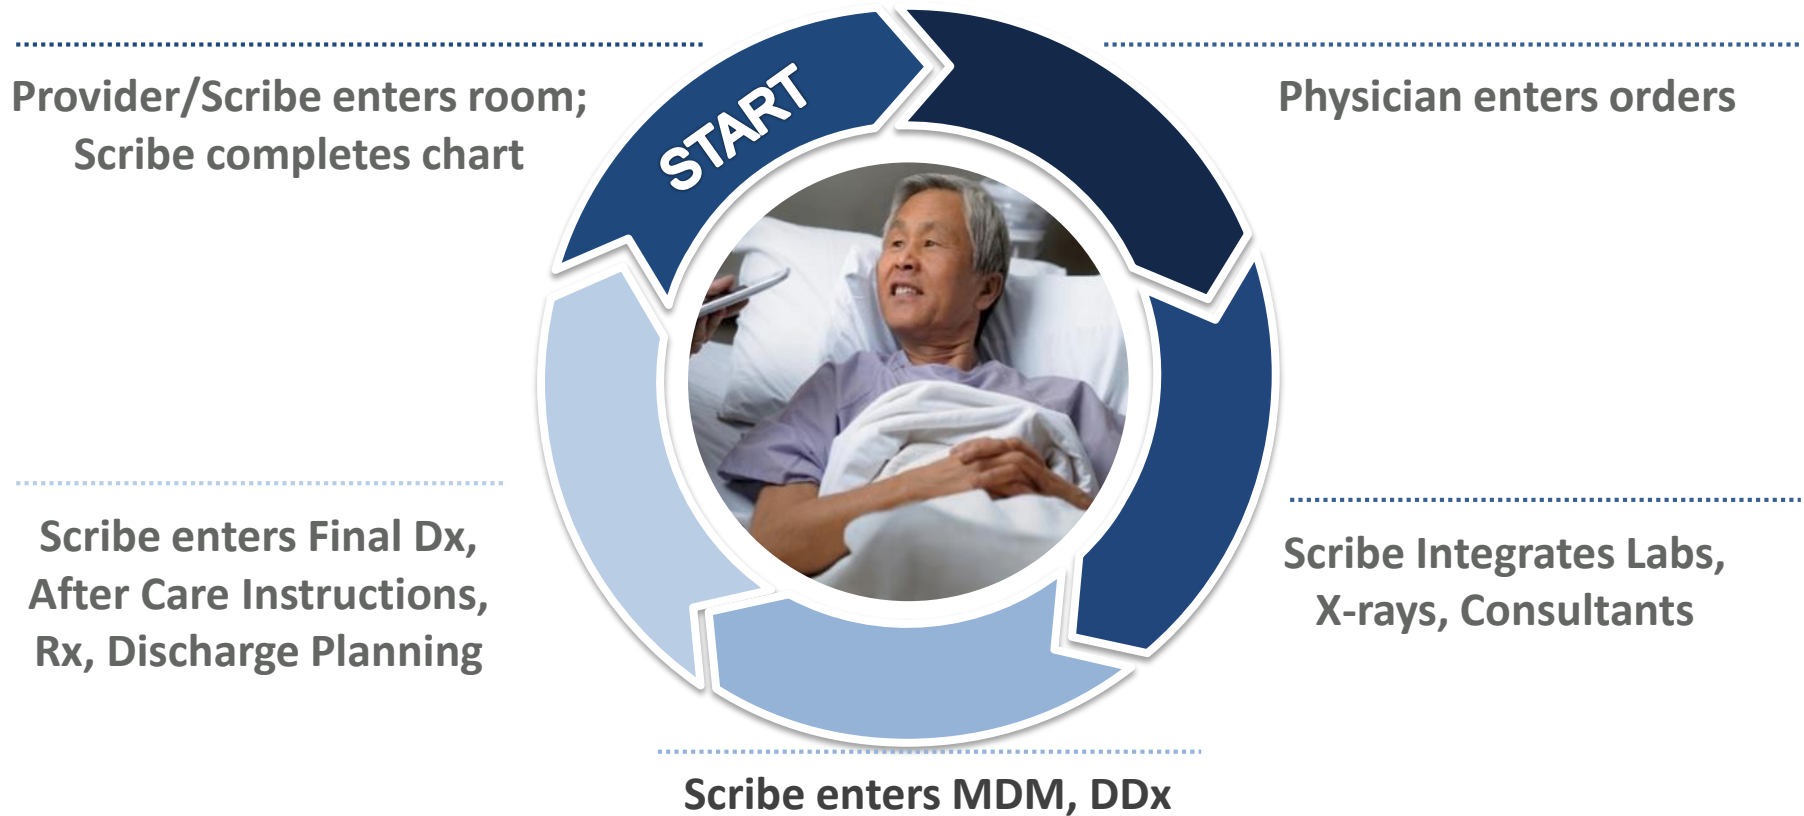 Provider/Scribe enters room;
Scribe completes chart
START
Physician enters orders
Scribe Integrates Labs,
X-rays, Consultants
Scribe enters MDM, DDx
Scribe enters Final Dx,
After Care Instructions,
Rx, Discharge Planning